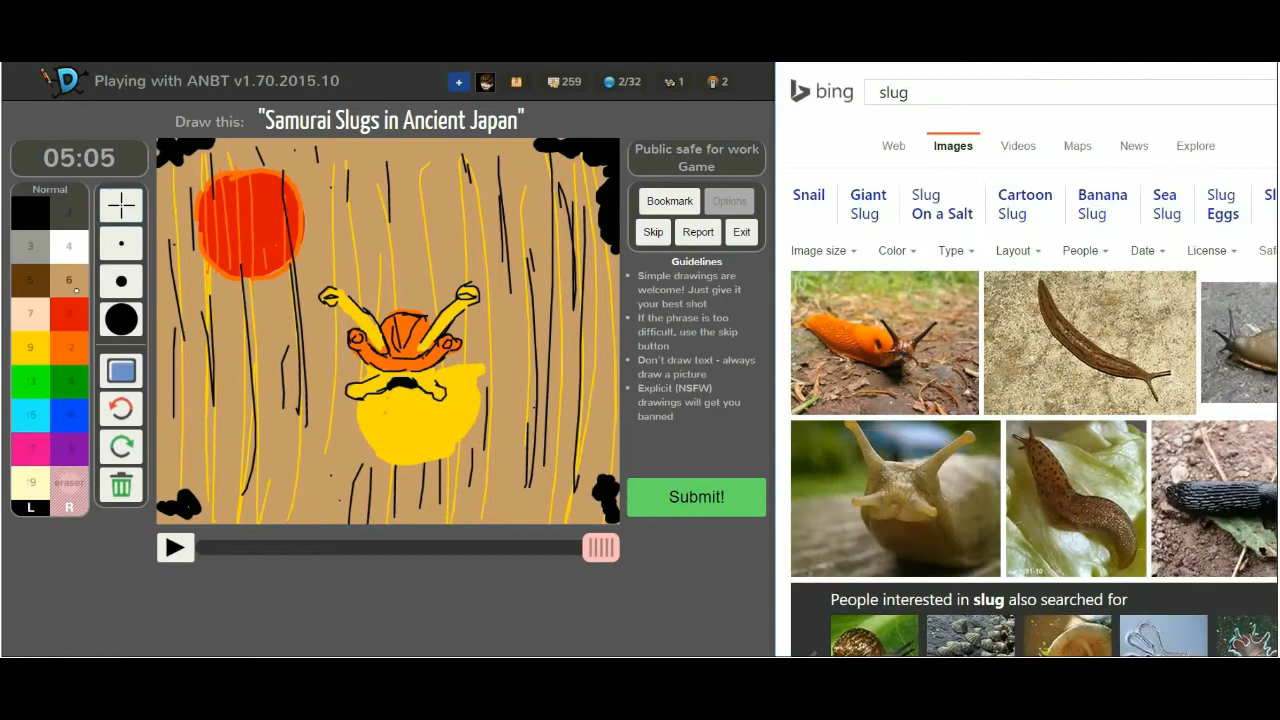 Playing with ANBT v1.70.2015.10
+
259
2/32
1
2
Draw this: "Samurai Slugs in Ancient Japan"
05:05
Normal
3
4
5
6
7
9
eraser
L
R
Public safe for work
Game
Bookmark
Options
Skip
Report
Exit
Guidelines
Simple drawings are
welcome! Just give it
your best shot
If the phrase is too
difficult, use the skip
button
Don't draw text - always
draw a picture
Explicit (NSFW)
drawings will get you
banned
Submit!
bing
slug
Web
Images
Videos
Maps
News
Explore
Snail
Giant
Slug
Slug
On a Salt
Cartoon
Slug
Banana
Slug
Sea
Slug
Slug
Eggs
Image size
Color
Type
Layout
People
Date
License
People interested in slug also searched for